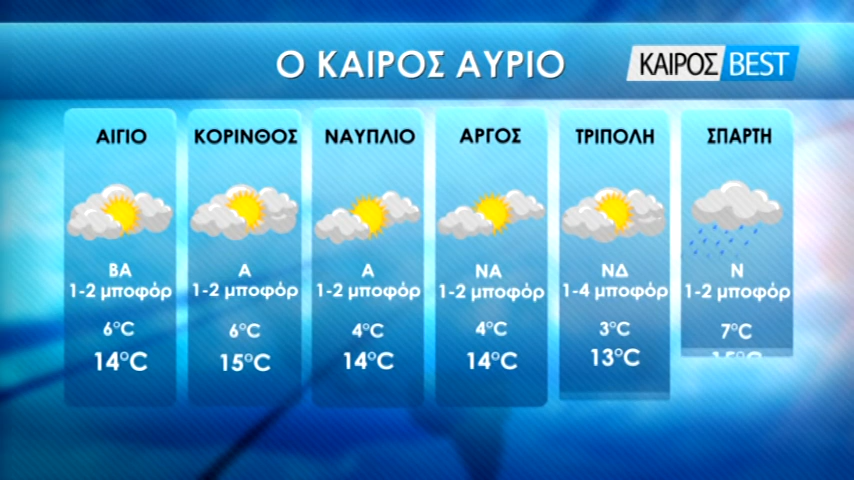 Ο ΚΑΙΡΟΣ ΑΥΡΙΟ
ΚΑΙΡΟΣ BEST
ΑΙΓΙΟ
ΒΑ
1-2 μποφόρ
6°C
14°C
ΚΟΡΙΝΘΟΣ
Α
1-2 μποφόρ
6°C
15°C
ΝΑΥΠΛΙΟ
Α
1-2 μποφόρ
4°C
14°C
ΑΡΓΟΣ
ΝΑ
1-2 μποφόρ
4°C
14°C
ΤΡΙΠΟΛΗ
ΝΔ
1-4 μποφόρ
3°C
13°C
ΣΠΑΡΤΗ
Ν
1-2 μποφόρ
7°C